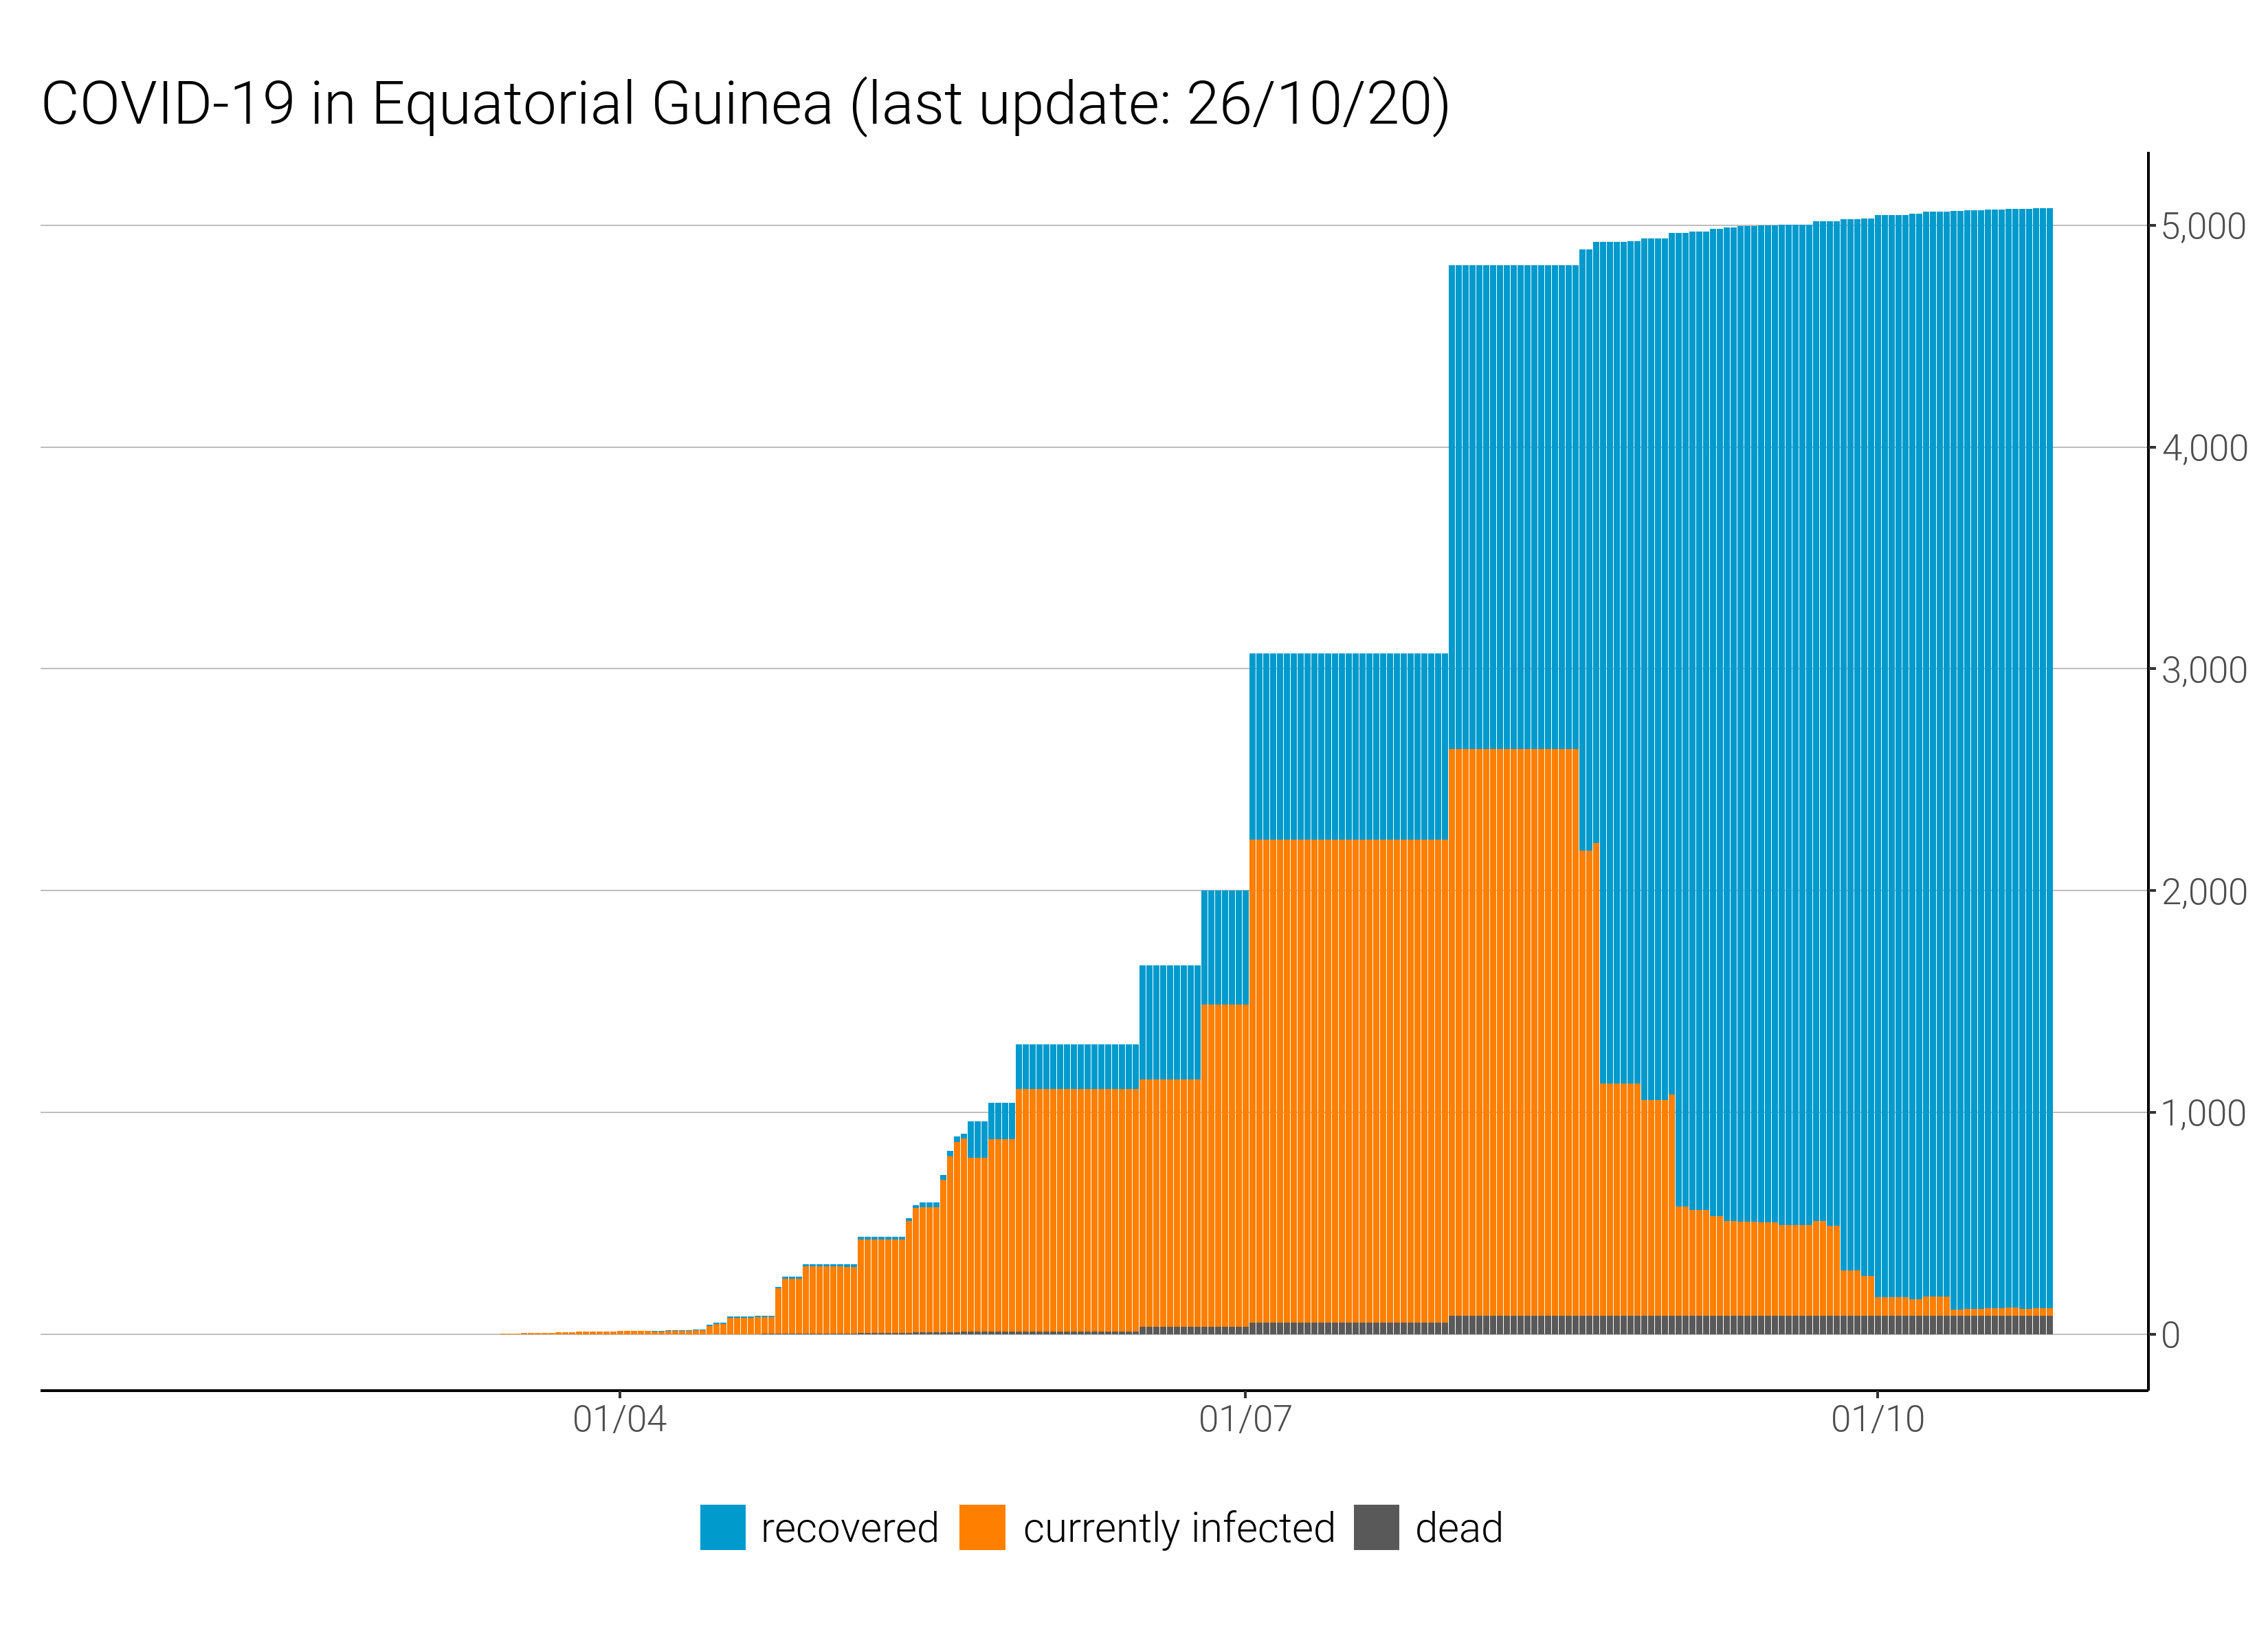 COVID-19 in Equatorial Guinea (last update: 26/10/20)
5,000
4,000
3,000
2,000
1,000
0
01/04 01/07 01/10
recovered currently infected dead